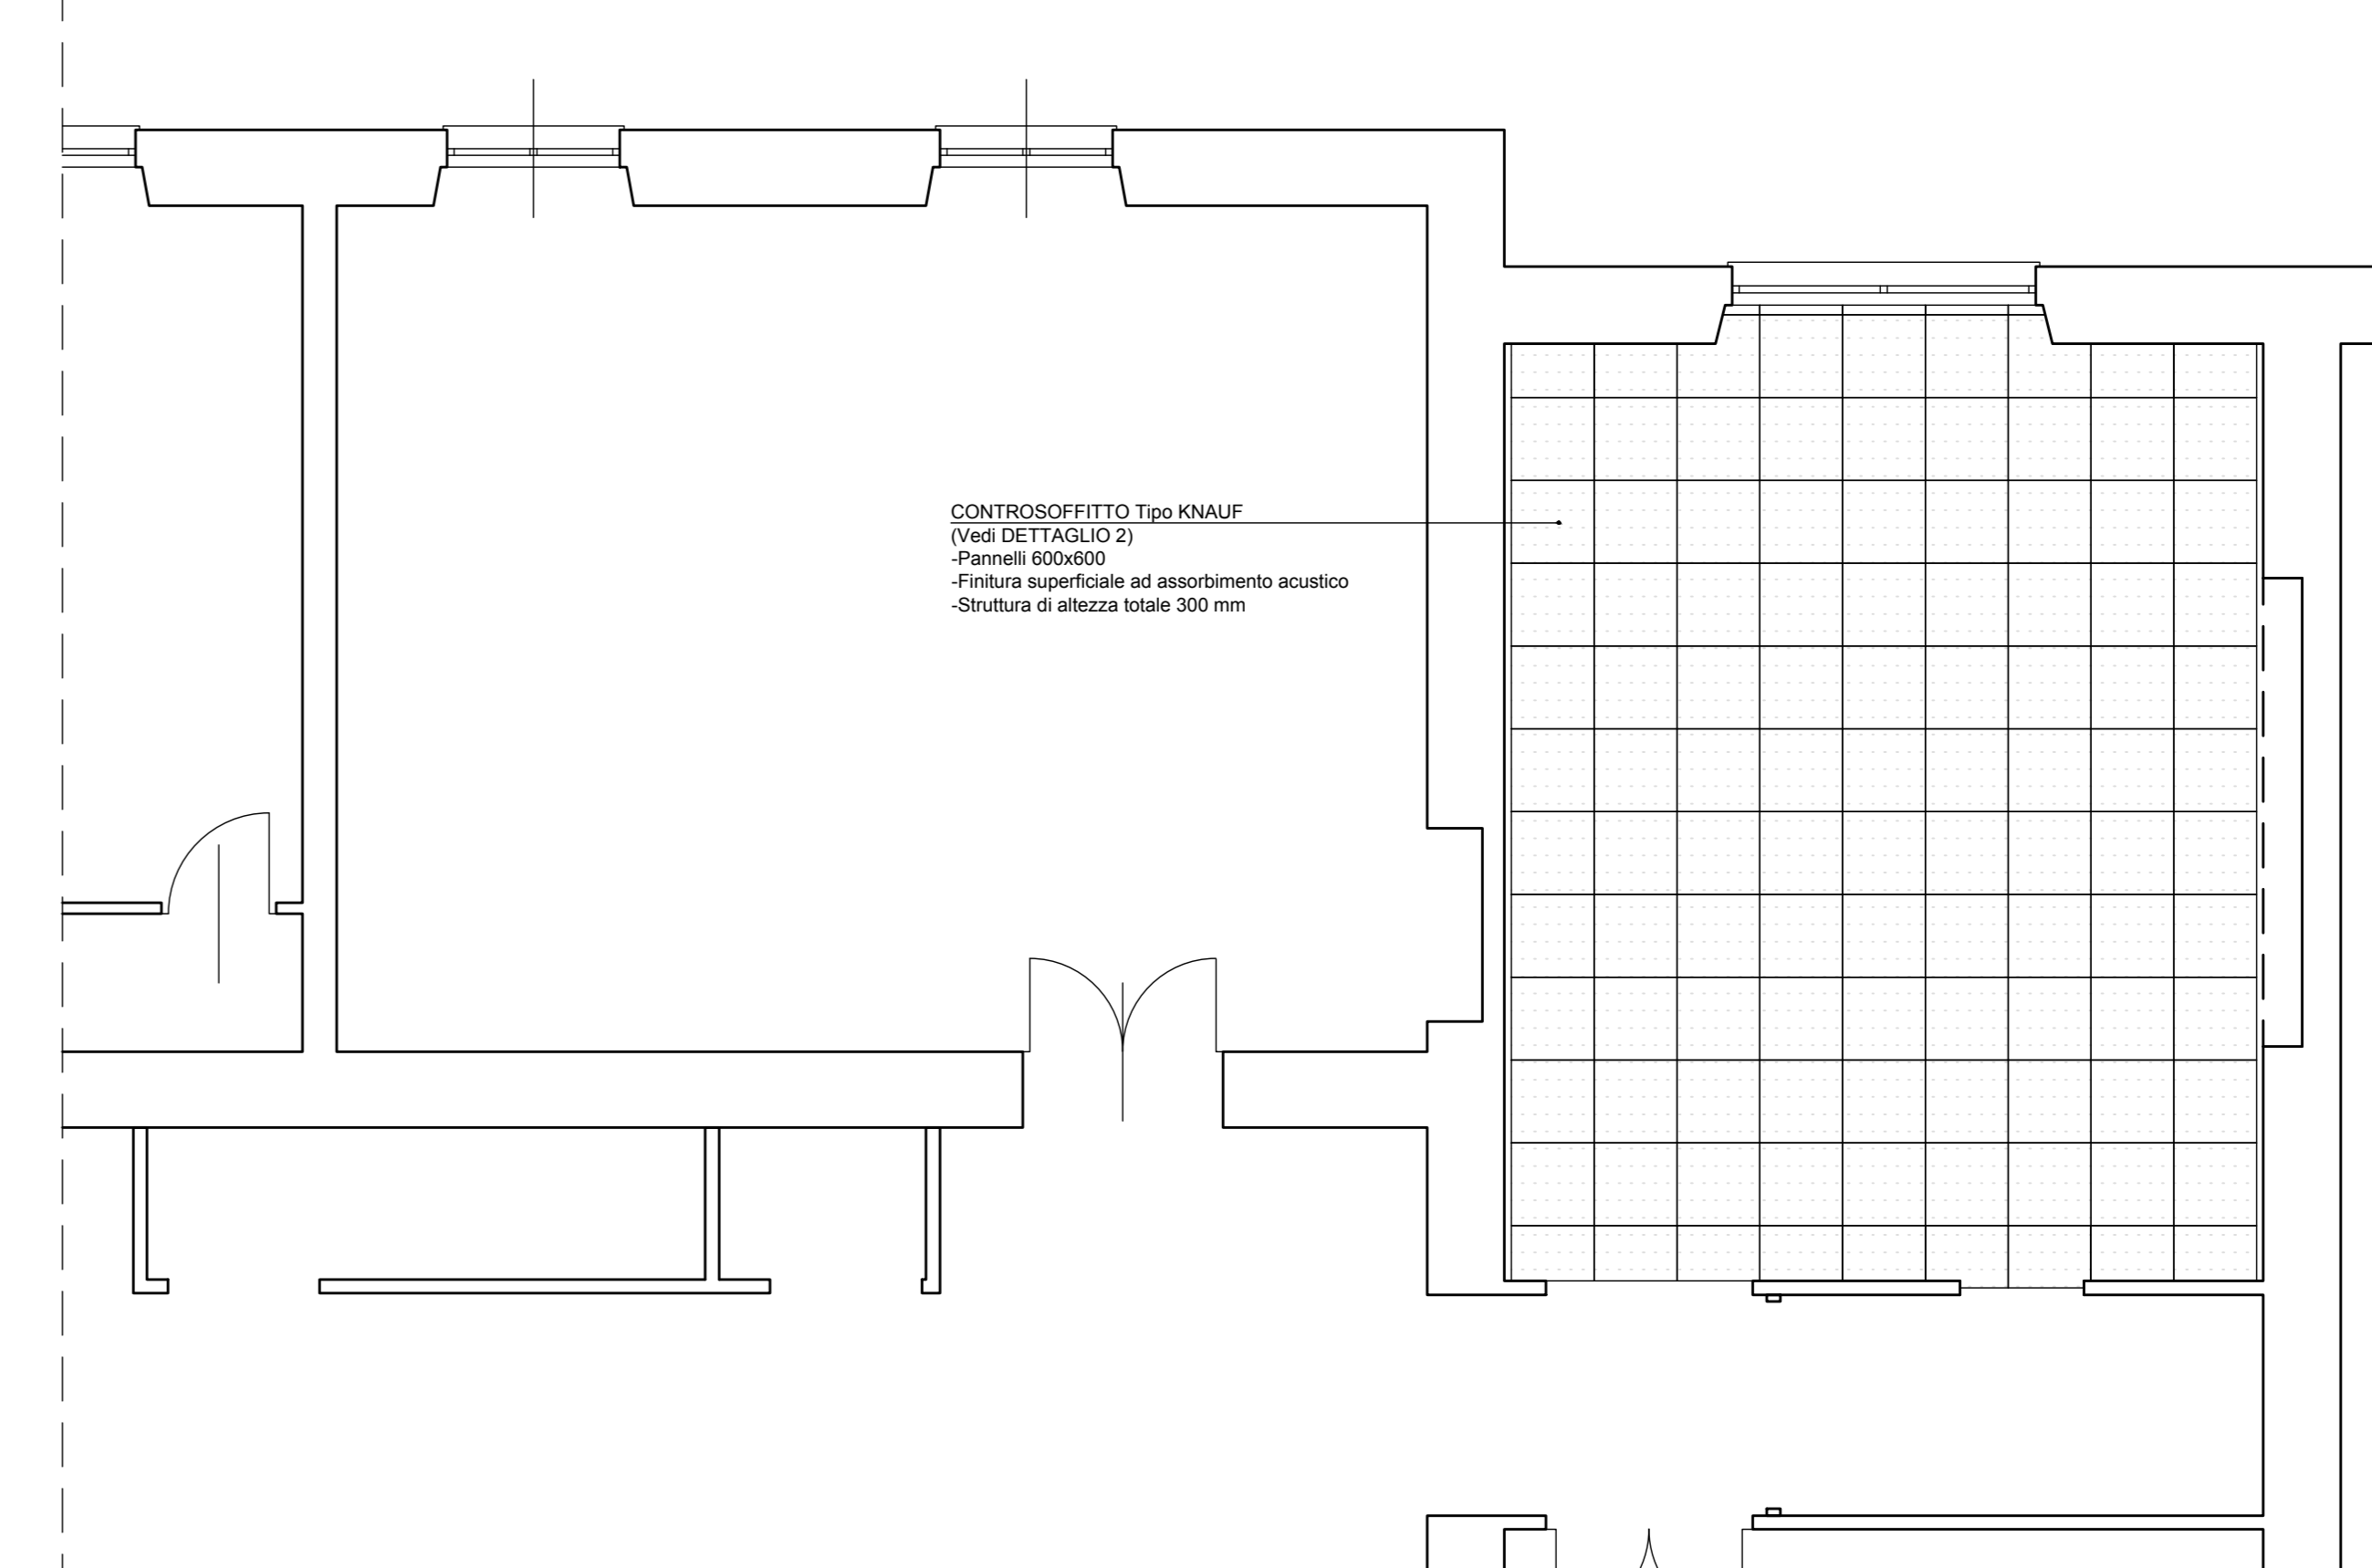 CONTROSOFFITTO Tipo KNAUF
(Vedi DETTAGLIO 2)
-Pannelli 600x600
-Finitura superficiale ad assorbimento acustico
-Struttura di altezza totale 300 mm